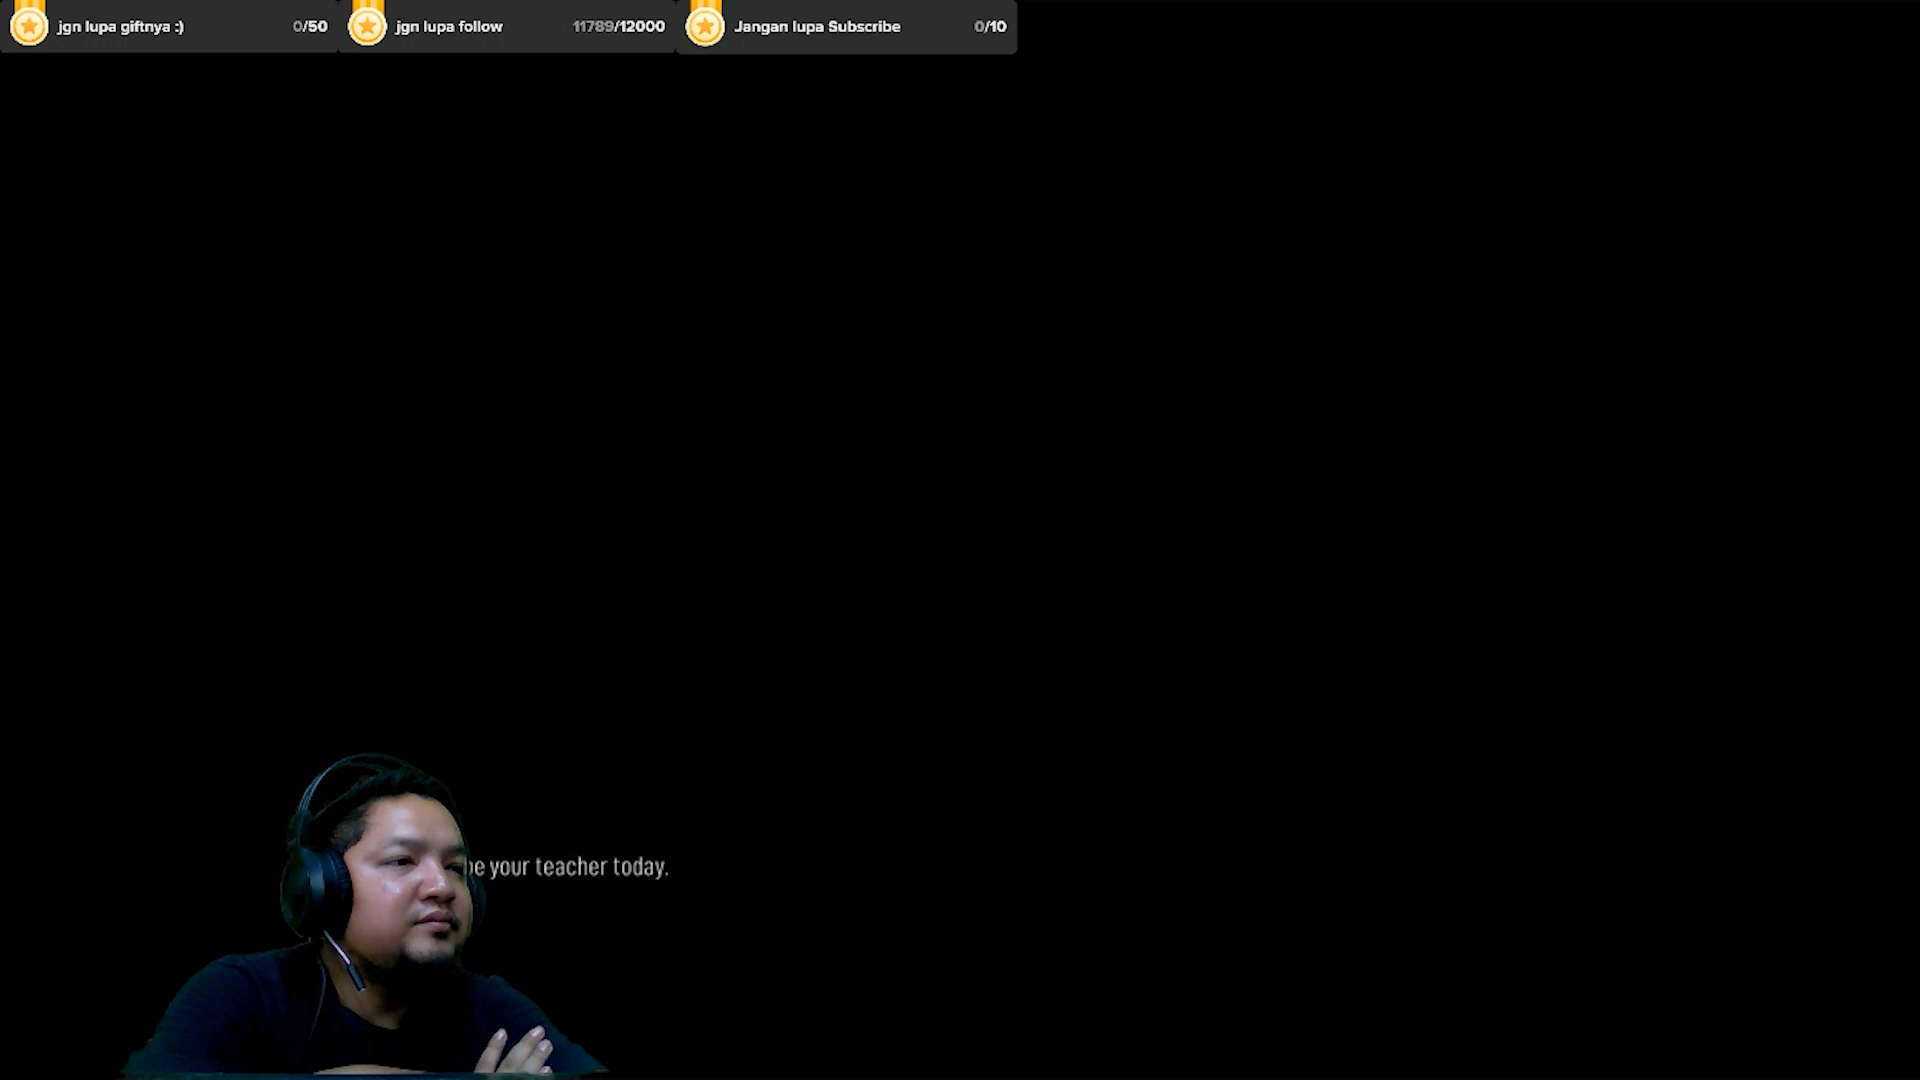 jgn lupa giftnya :) 0/50
jgn lupa follow 11789/12000
Jangan lupa Subscribe 0/10
your teacher today.